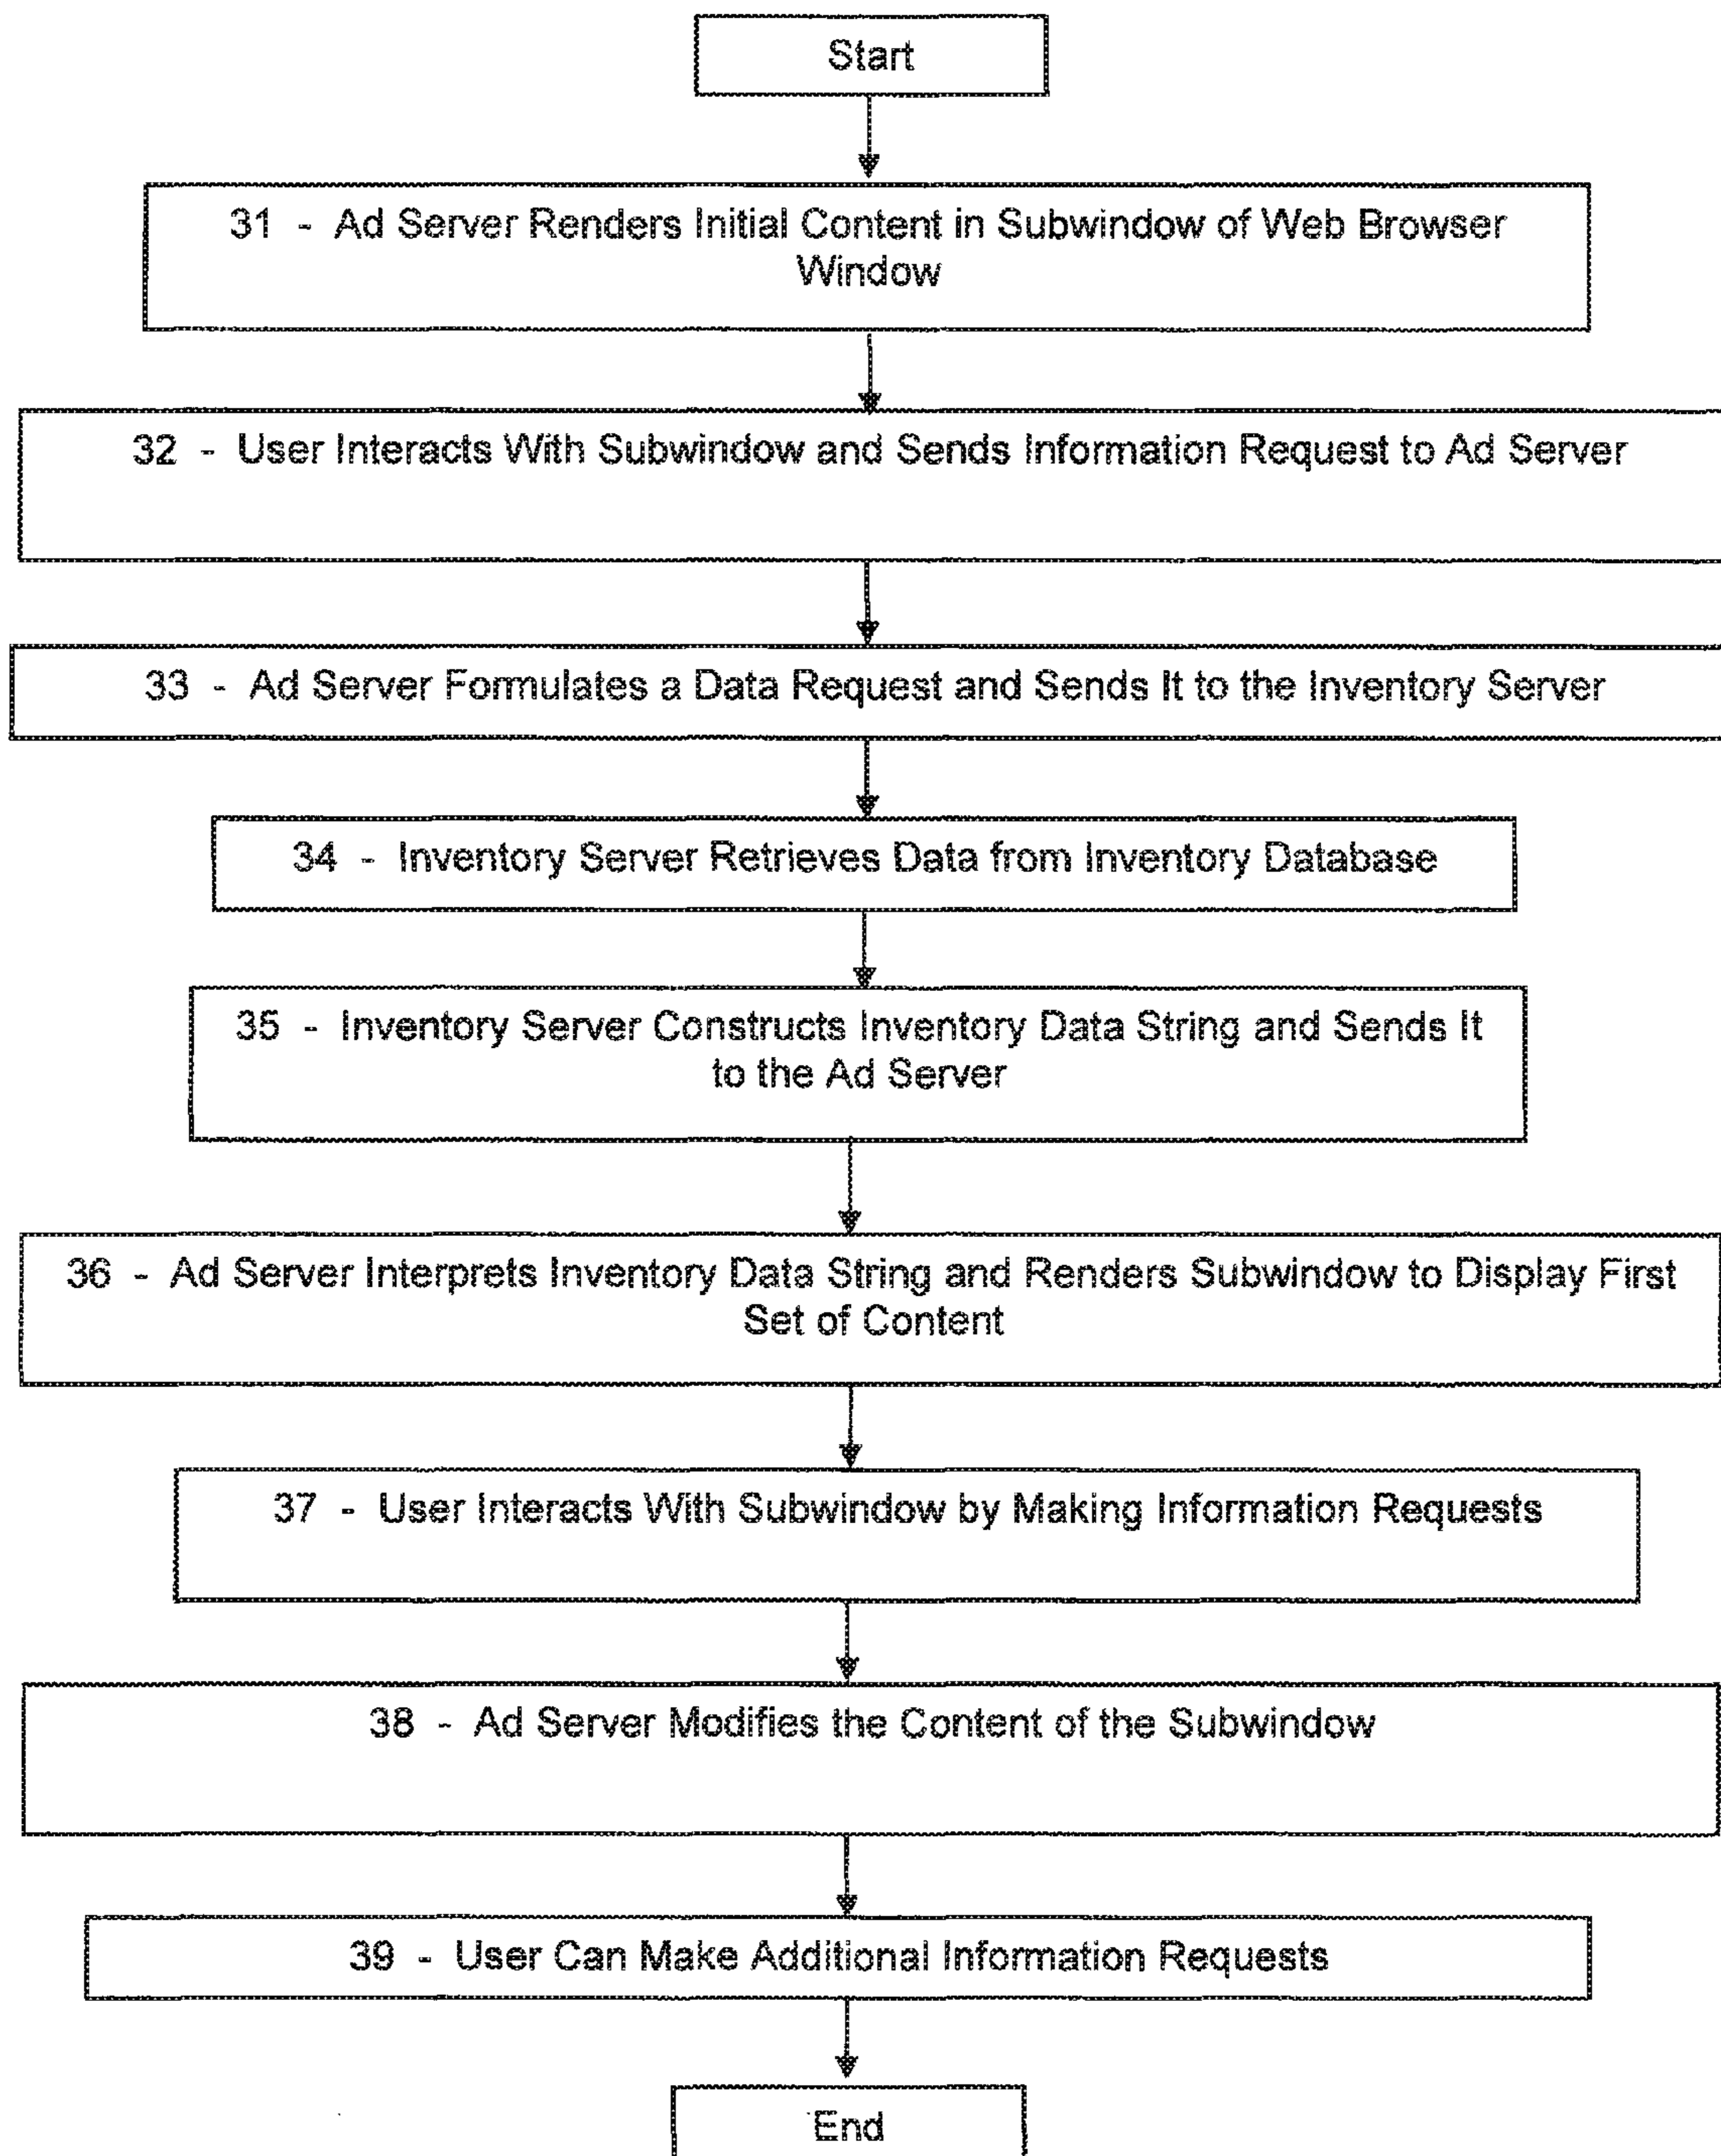 Start
31 - Ad Server Renders Initial Content in Subwindow of Web Browser
Window
32 - User Interacts With Subwindow and Sends Information Request to Ad Server
33 - Ad Server Formulates a Data Request and Sends It to the Inventory Server
34 - Inventory Server Retrieves Data from Inventory Database
35 - Inventory Server Constructs Inventory Data String and Sends It
to the Ad Server
36 - Ad Server Interprets Inventory Data String and Renders Subwindow to Display First
Set of Content
37 - User Interacts With Subwindow by Making Information Requests
38 - Ad Server Modifies the Content of the Subwindow
39 - User Can Make Additional Information Requests
End